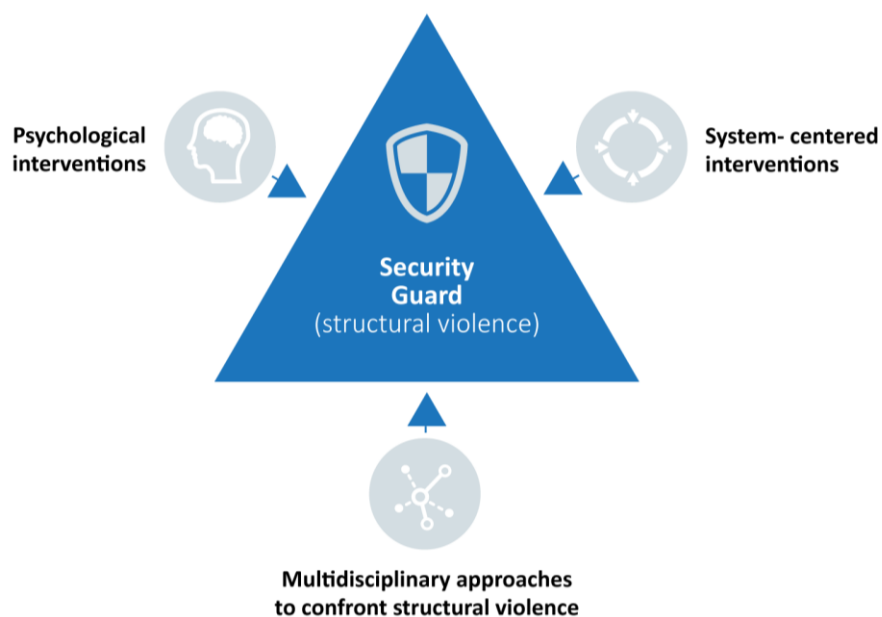 Psychological
interventions
System- centered
interventions
Security
Guard
(structural violence)
Multidisciplinary approaches
to confront structural violence